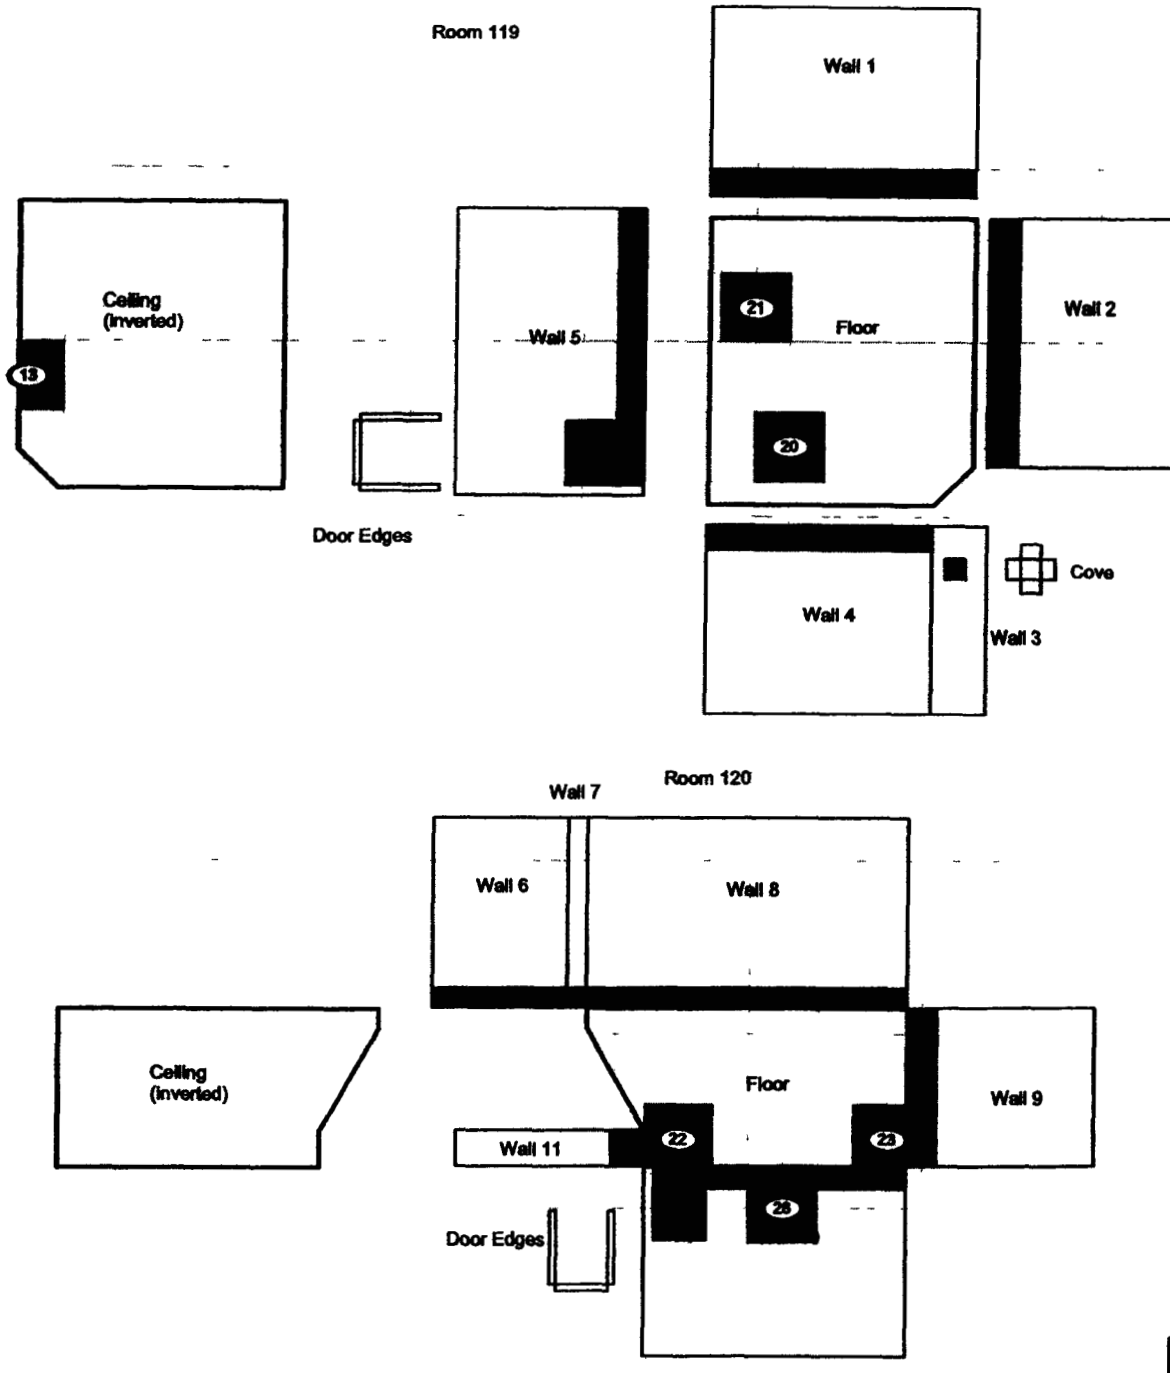 Room 119
Wall 1
Ceiling
(inverted)
21
Wall 5
Floor
Wall 2
13
20
Door Edges
Cove
Wall 4
Wall 3
Room 120
Wall 7
Wall 6
Wall 8
Ceiling
(inverted)
Floor
Wall 9
22
23
Wall 11
Door Edges